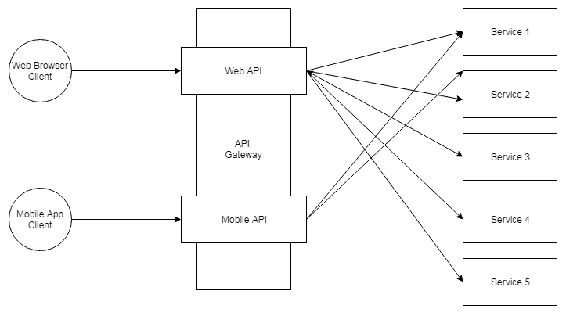 Web Browser
Client
Web API
API
Gateway
Mobile App
Client
Mobile API
Service 1
Service 2
Service 3
Service 4
Service 5